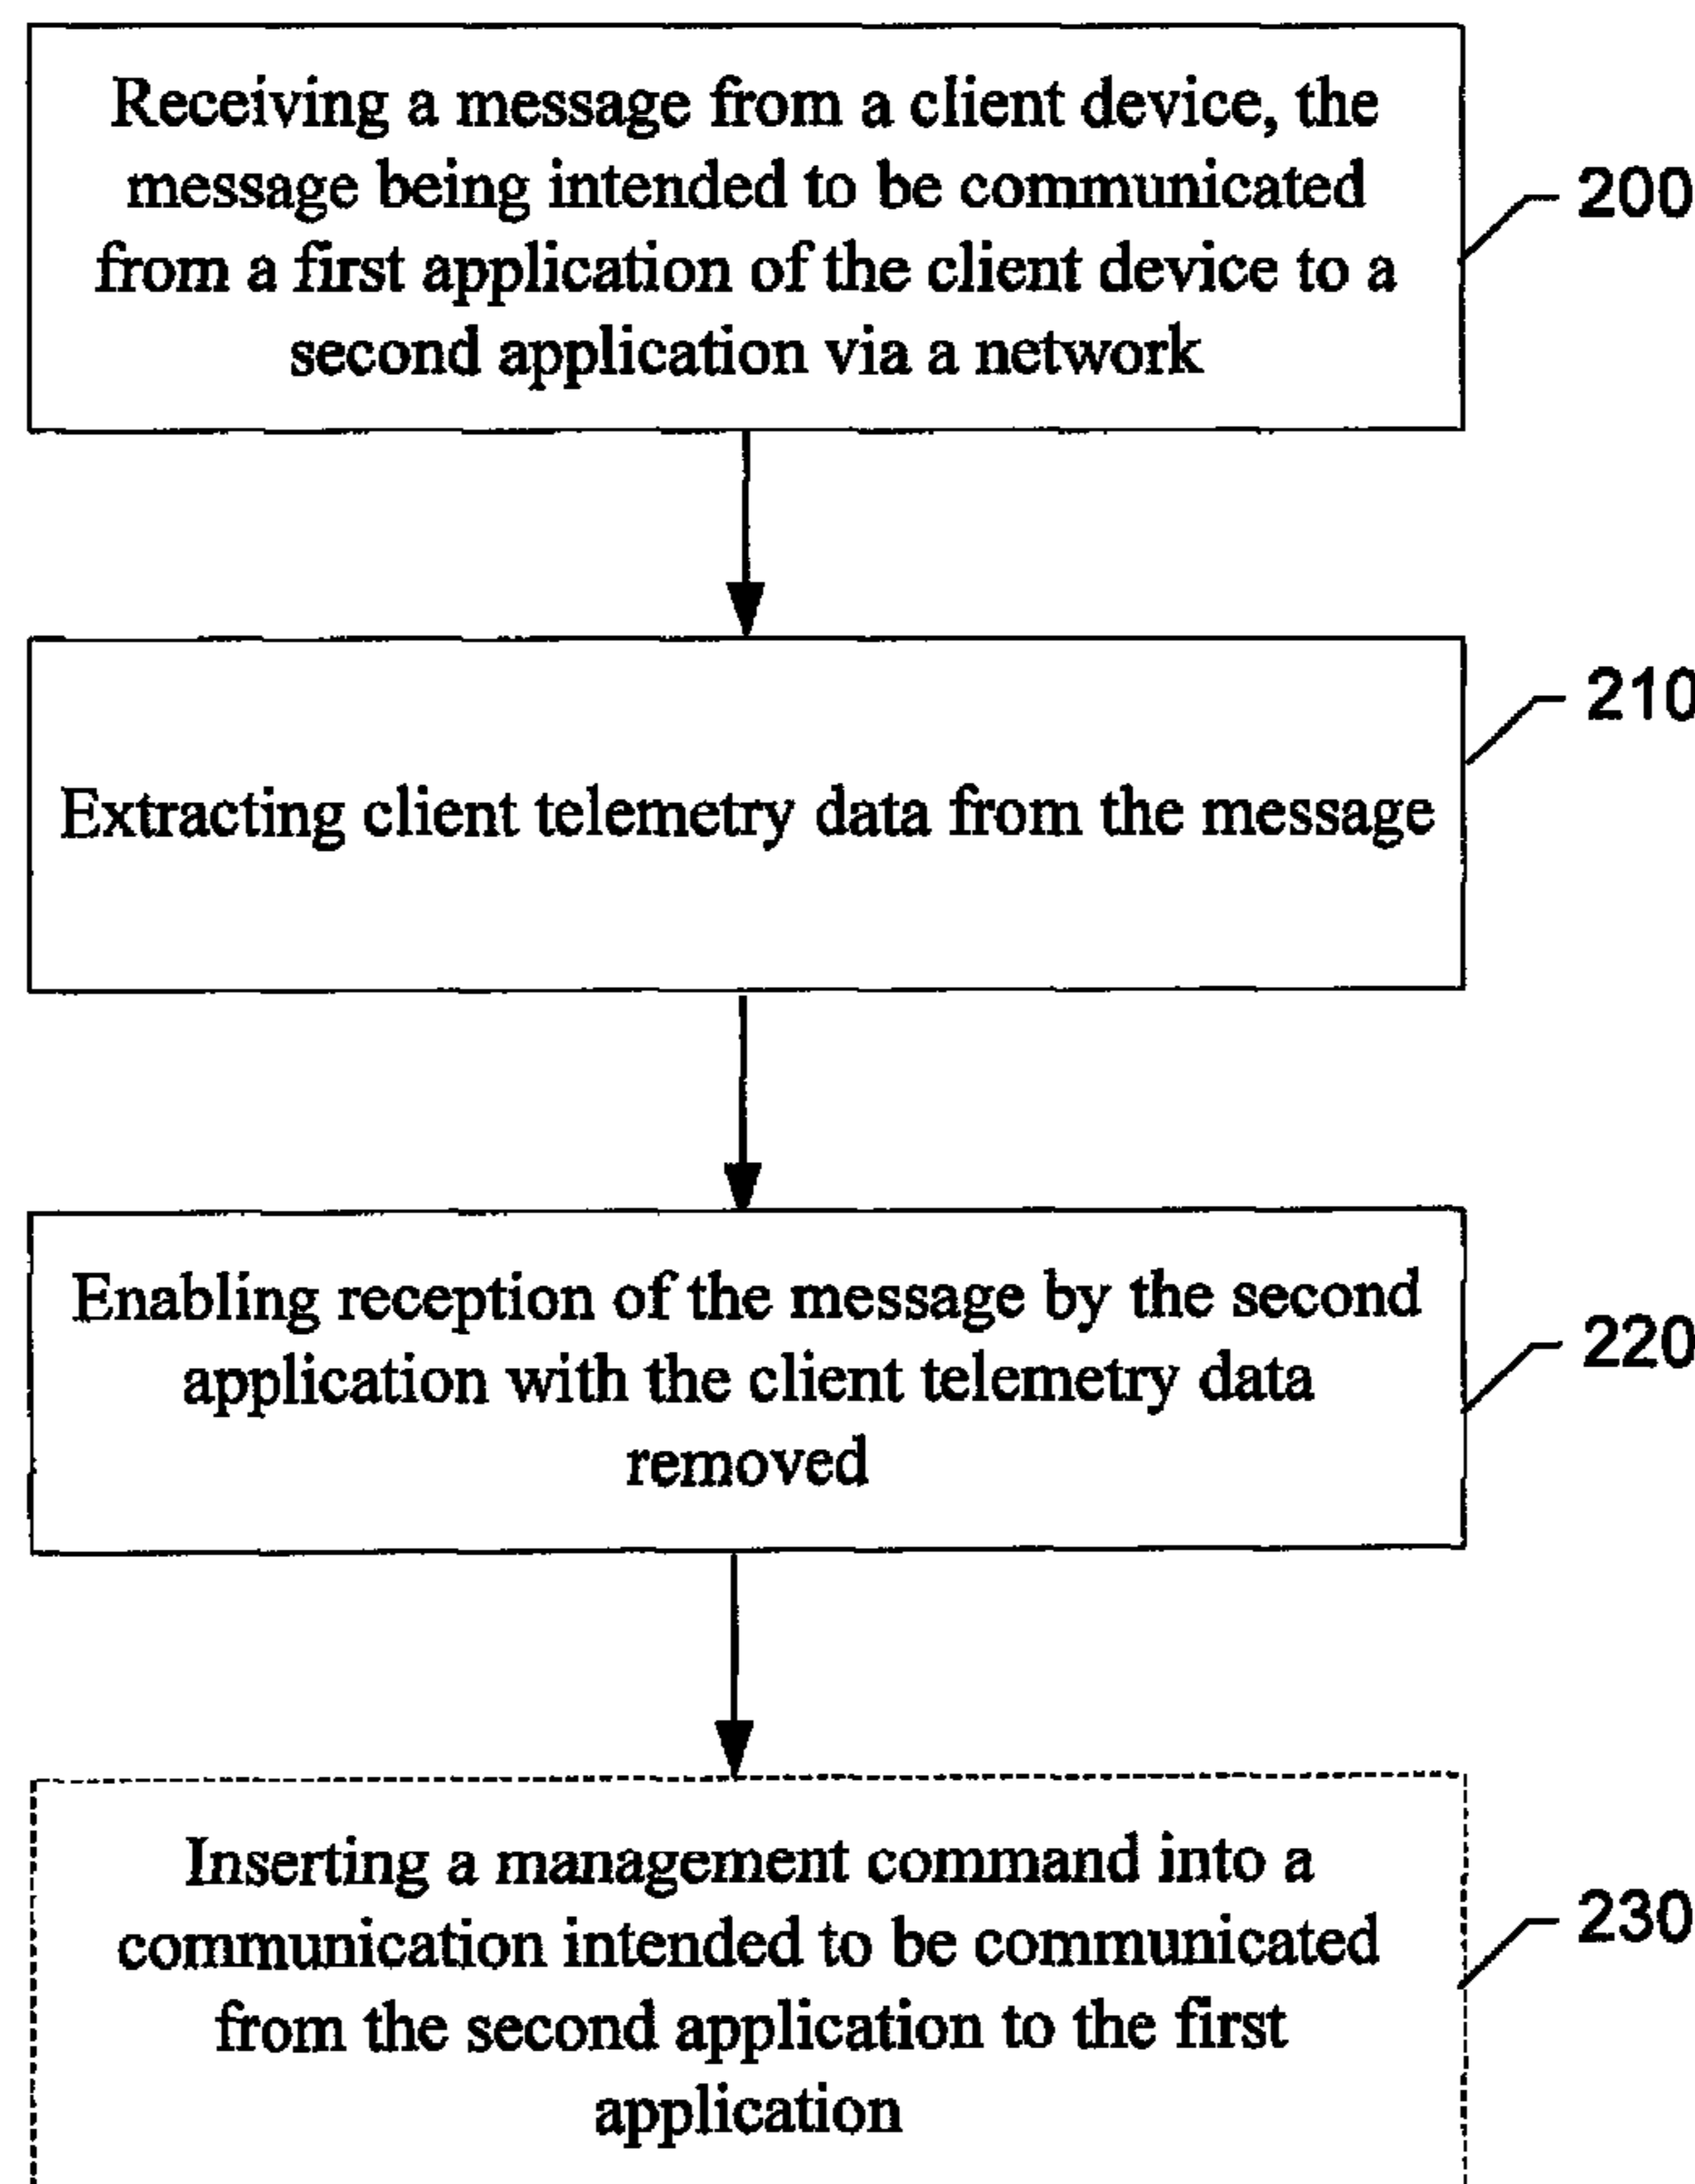 Receiving a message from a client device, the
message being intended to be communicated
from a first application of the client device to a
second application via a network
200
Extracting client telemetry data from the message
210
Enabling reception of the message by the second
application with the client telemetry data
removed
220
Inserting a management command into a
communication intended to be communicated
from the second application to the first
application
230